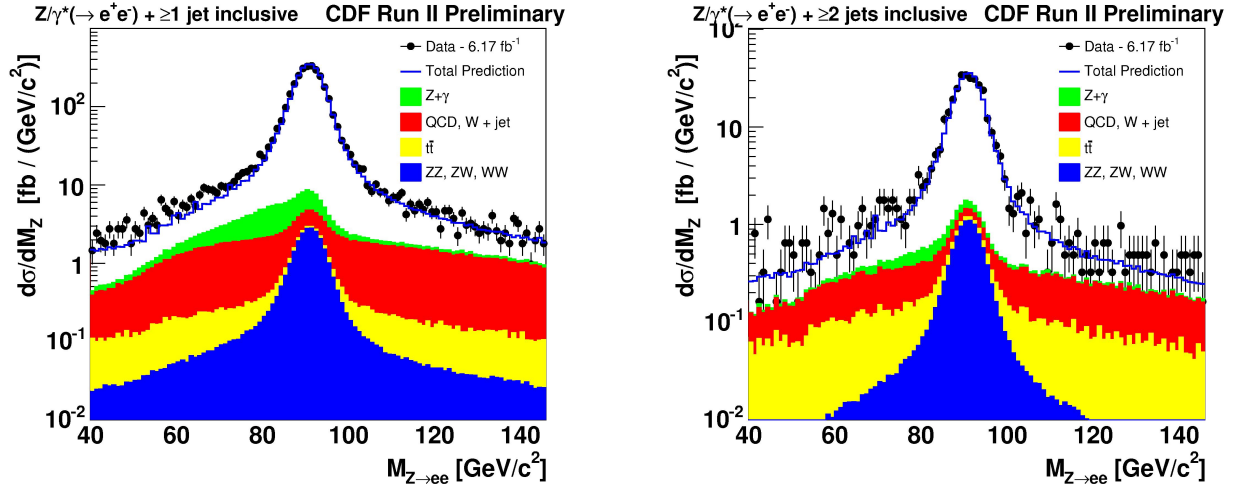 Z/γ*(→ e⁺e⁻) + ≥1 jet inclusive CDF Run II Preliminary
dσ/dM_Z [fb / (GeV/c²)]
10²
10
1
10⁻¹
10⁻²
Data - 6.17 fb⁻¹
Total Prediction
Z+γ
QCD, W + jet
tt̄
ZZ, ZW, WW
40 60 80 100 120 140
M_Z→ee [GeV/c²]
Z/γ*(→ e⁺e⁻) + ≥2 jets inclusive CDF Run II Preliminary
dσ/dM_Z [fb / (GeV/c²)]
10²
10
1
10⁻¹
10⁻²
Data - 6.17 fb⁻¹
Total Prediction
Z+γ
QCD, W + jet
tt̄
ZZ, ZW, WW
40 60 80 100 120 140
M_Z→ee [GeV/c²]